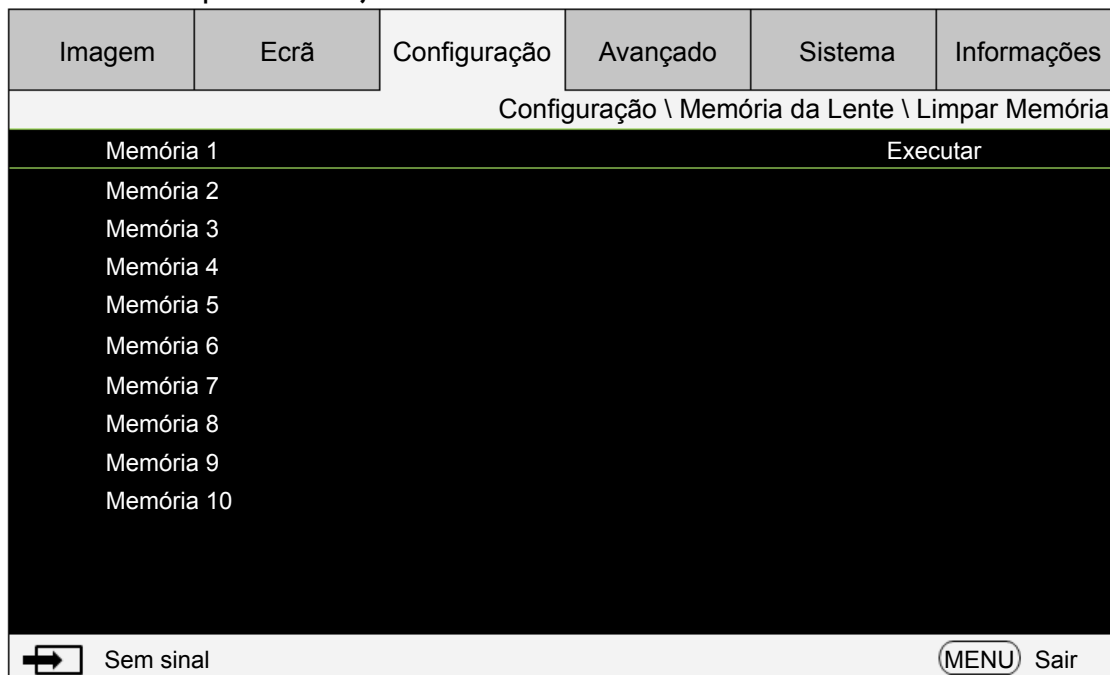 Imagem Ecrã Configuração Avançado Sistema Informações
Configuração \ Memória da Lente \ Limpar Memória
Memória 1 Executar
Memória 2
Memória 3
Memória 4
Memória 5
Memória 6
Memória 7
Memória 8
Memória 9
Memória 10
Sem sinal MENU Sair